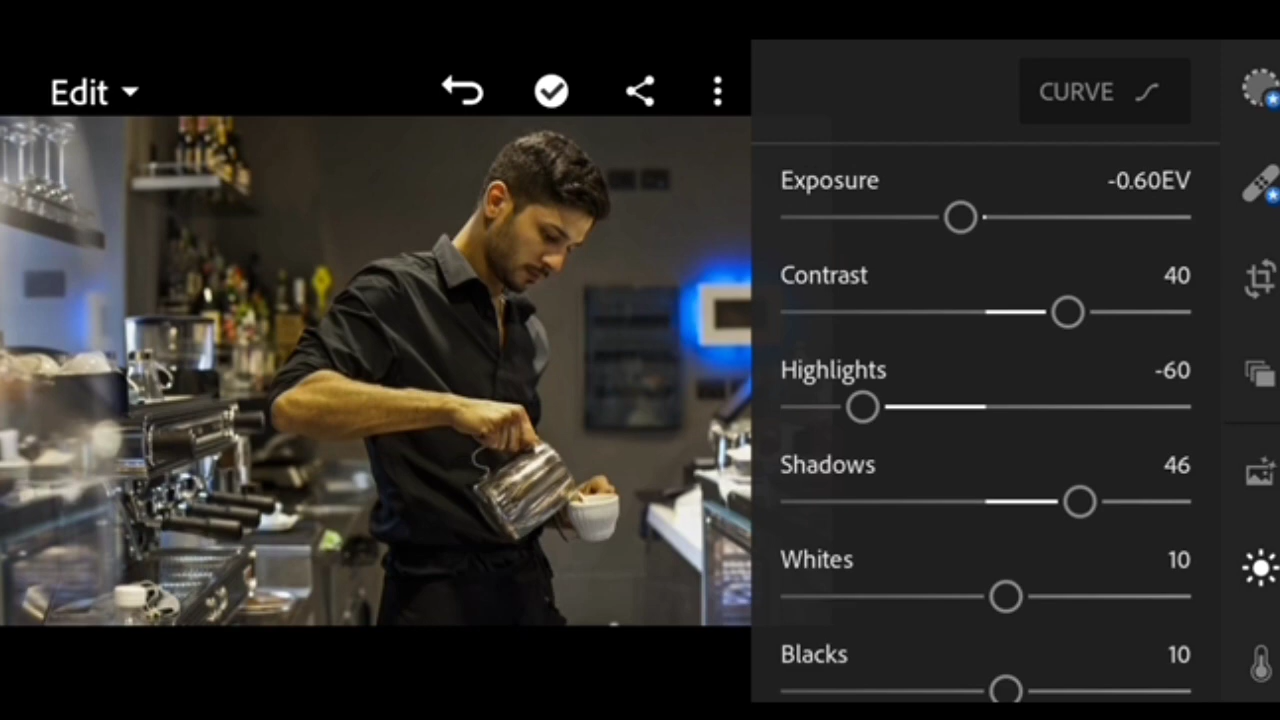 Edit
CURVE
Exposure -0.60EV
Contrast 40
Highlights -60
Shadows 46
Whites 10
Blacks 10